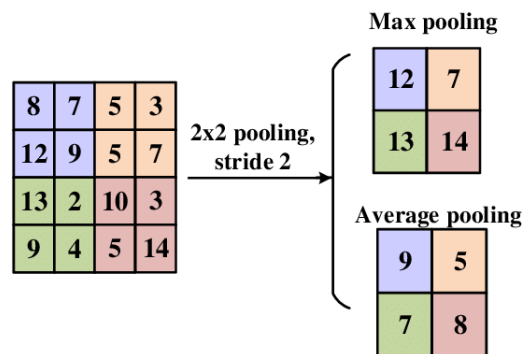 Max pooling
8 7 5 3
12 9 5 7
13 2 10 3
9 4 5 14
2x2 pooling,
stride 2
12 7
13 14
Average pooling
9 5
7 8